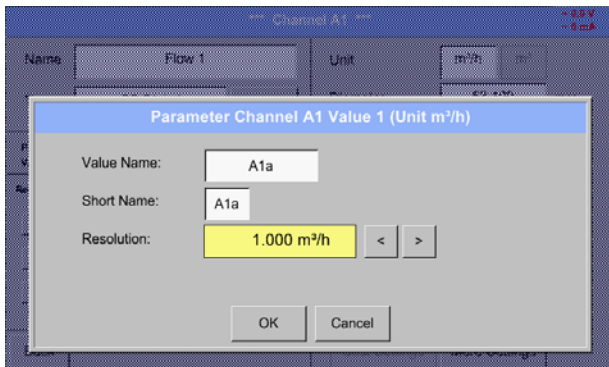 *** Channel A1 ***
Name
Flow 1
Unit
m³/h
m³
Parameter Channel A1 Value 1 (Unit m³/h)
Value Name:
A1a
Short Name:
A1a
Resolution:
1.000 m³/h
<
>
OK
Cancel